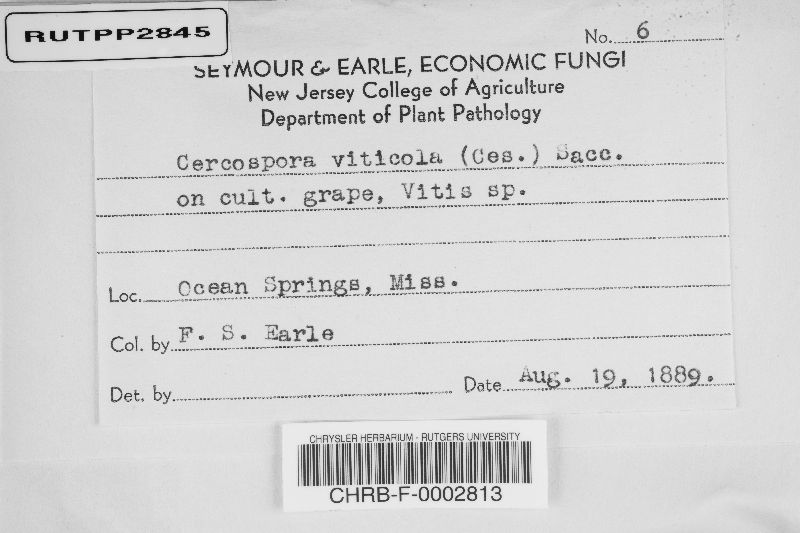 RUTPP2845
No. 6
SEYMOUR & EARLE, ECONOMIC FUNGI
New Jersey College of Agriculture
Department of Plant Pathology
Cercospora viticola (Ces.) Sacc.
on cult. grape, Vitis sp.
Loc. Ocean Springs, Miss.
Col. by F. S. Earle
Det. by
Date Aug. 19, 1889.
CHRYSLER HERBARIUM - RUTGERS UNIVERSITY
CHRB-F-0002813